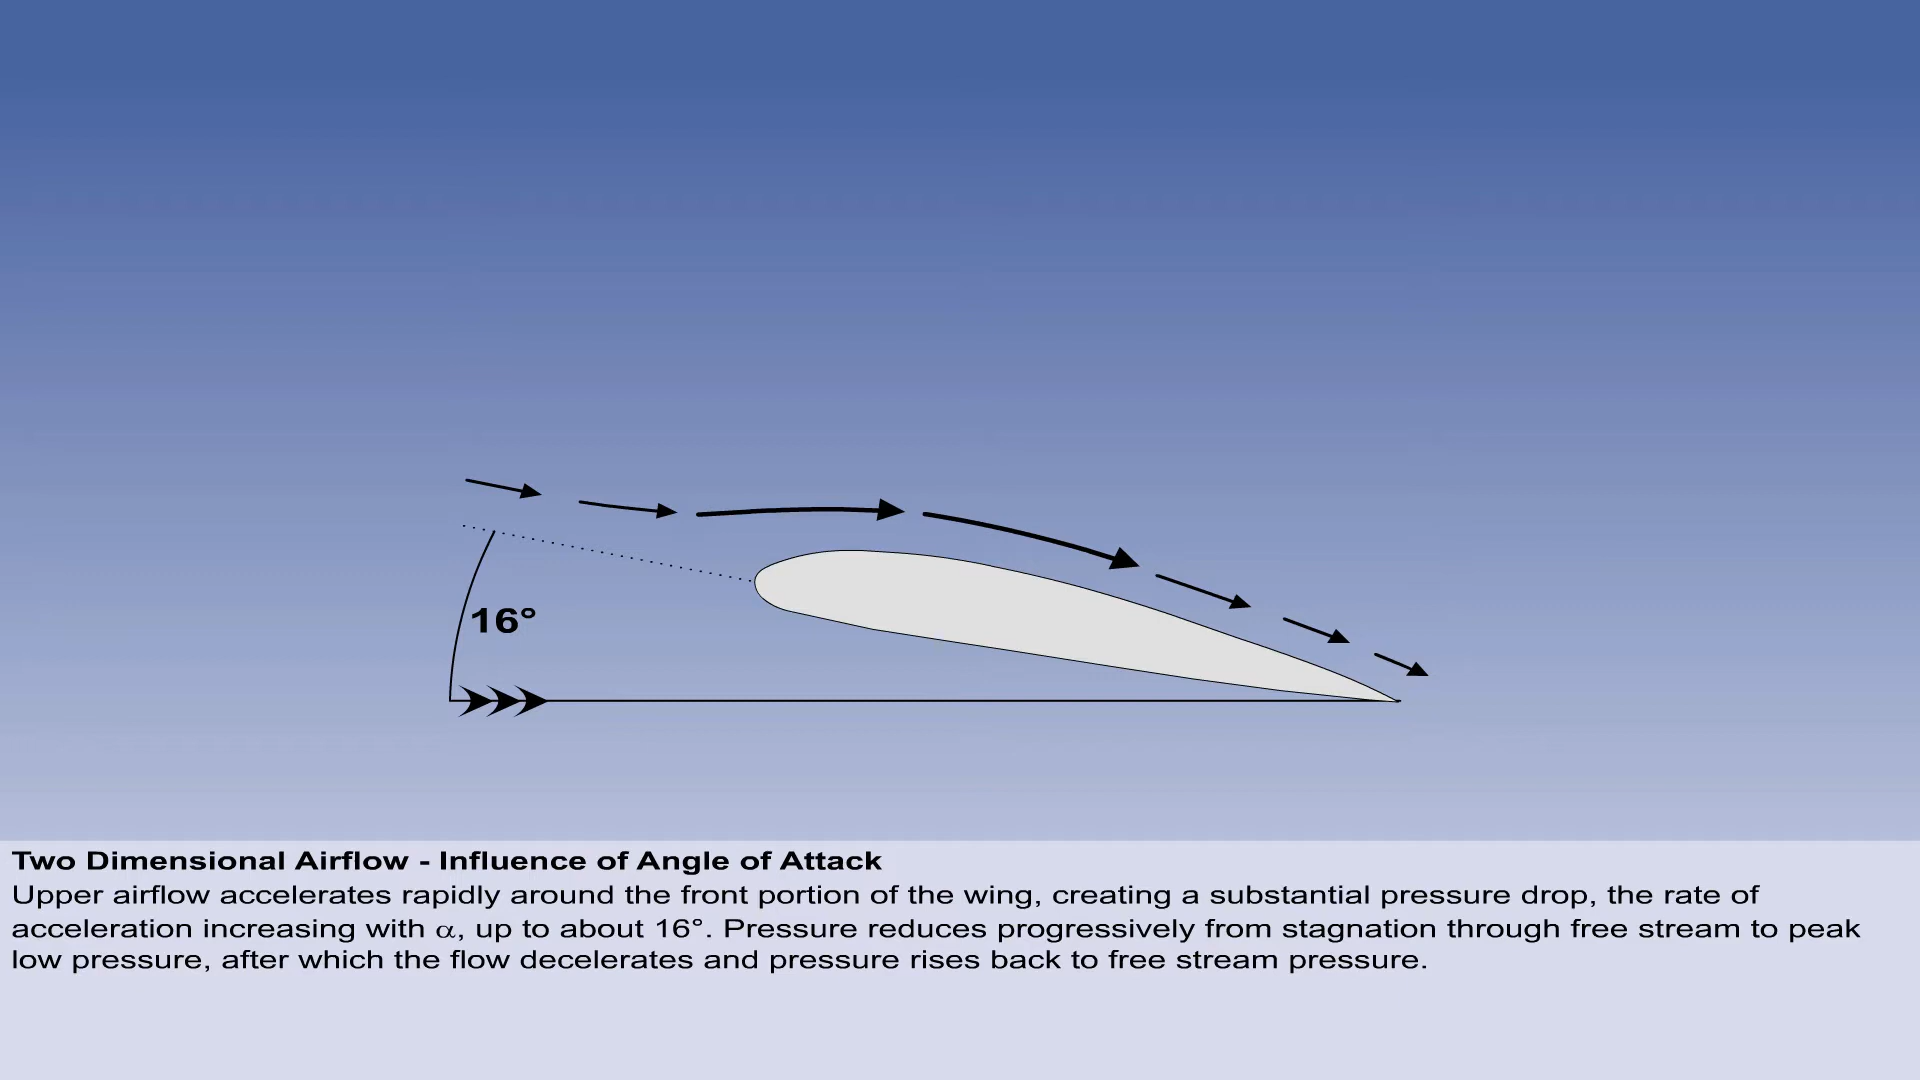 16°
Two Dimensional Airflow - Influence of Angle of Attack
Upper airflow accelerates rapidly around the front portion of the wing, creating a substantial pressure drop, the rate of
acceleration increasing with α, up to about 16°. Pressure reduces progressively from stagnation through free stream to peak
low pressure, after which the flow decelerates and pressure rises back to free stream pressure.